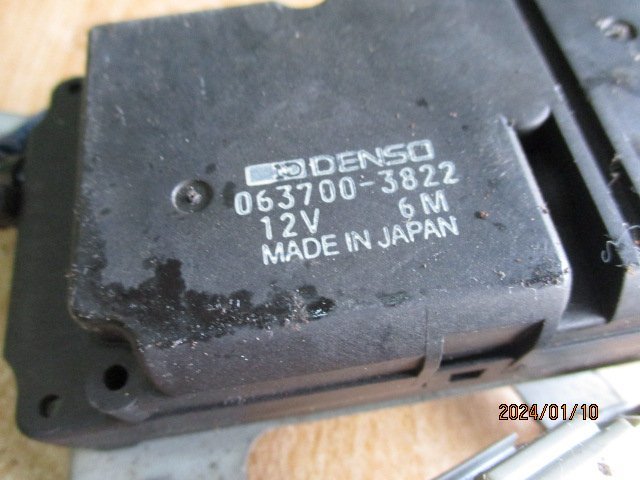 DENSO
063700-3822
12V 6M
MADE IN JAPAN
2024/01/10